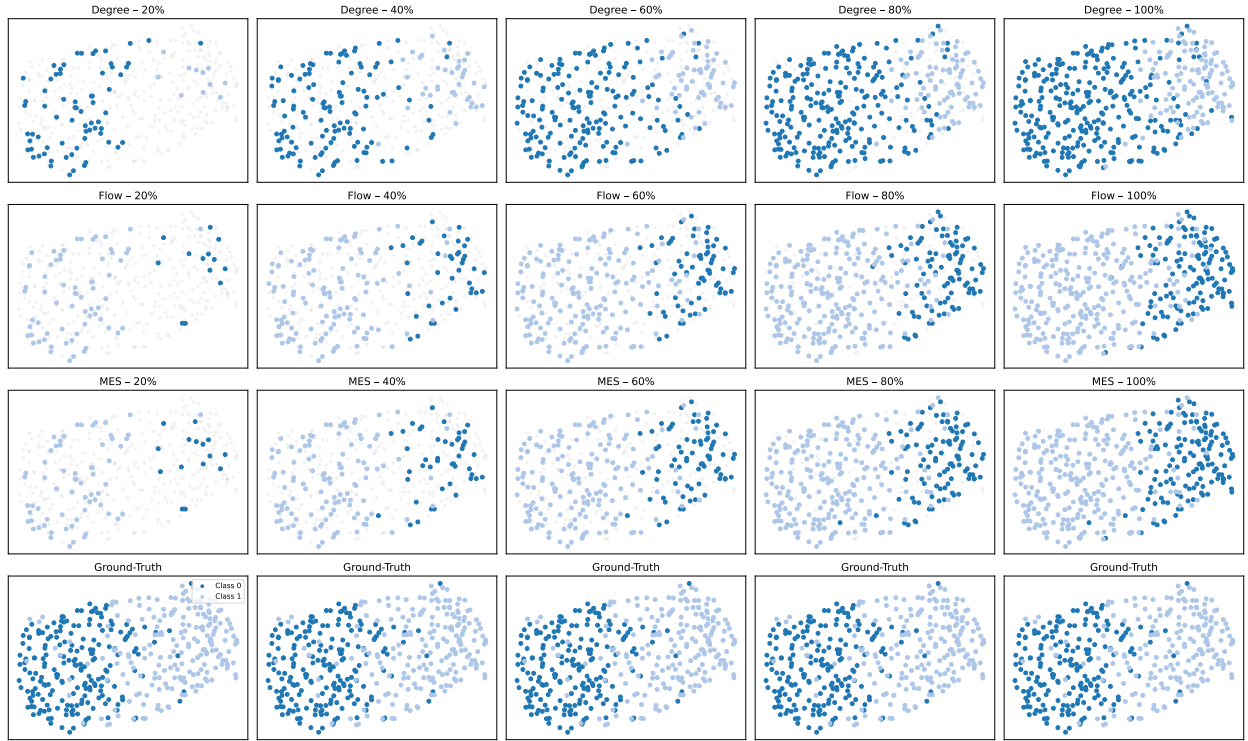 Degree – 20%
Degree – 40%
Degree – 60%
Degree – 80%
Degree – 100%
Flow – 20%
Flow – 40%
Flow – 60%
Flow – 80%
Flow – 100%
MES – 20%
MES – 40%
MES – 60%
MES – 80%
MES – 100%
Ground-Truth
Ground-Truth
Ground-Truth
Ground-Truth
Ground-Truth
Class 0
Class 1